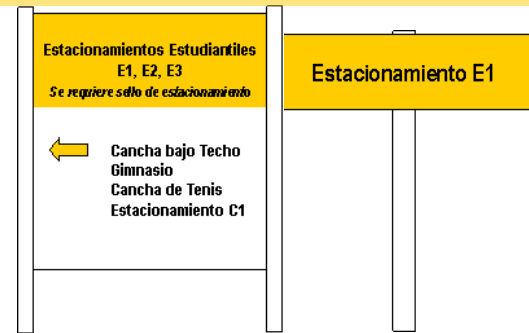 Estacionamientos Estudiantiles
E1, E2, E3
Se requiere sello de estacionamiento
Cancha bajo Techo
Gimnasio
Cancha de Tenis
Estacionamiento C1
Estacionamiento E1